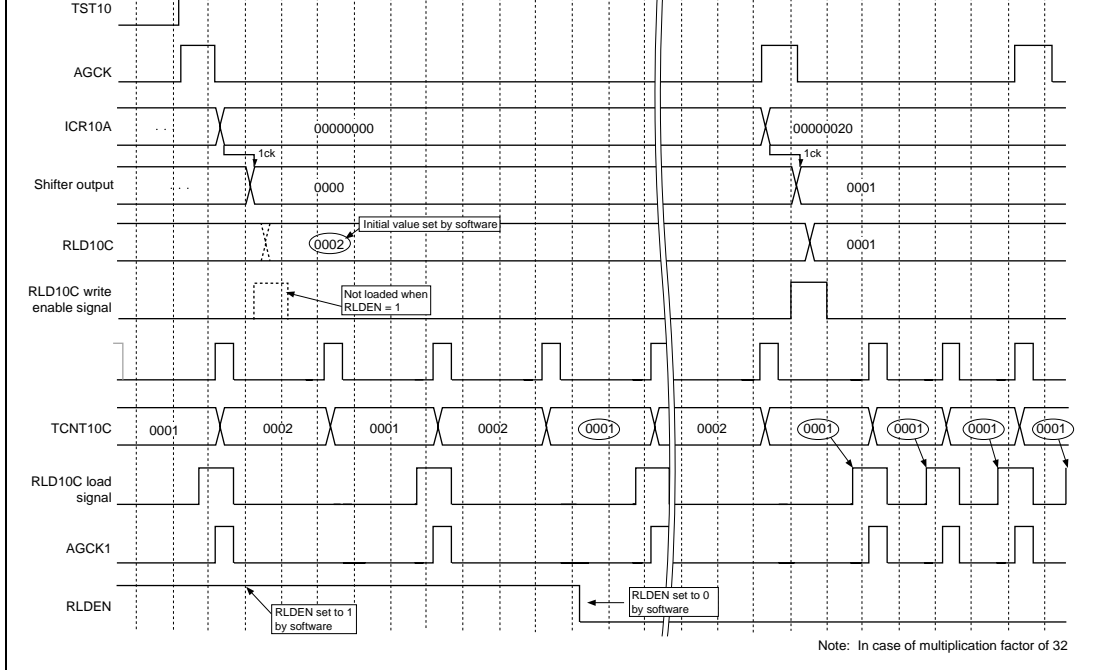 TST10
AGCK
ICR10A . . 00000000 00000020
1ck 1ck
Shifter output . . . 0000 0001
Initial value set by software
RLD10C 0002 0001
RLD10C write
enable signal
Not loaded when
RLDEN = 1
TCNT10C 0001 0002 0001 0002 0001 0002 0001 0001 0001 0001
RLD10C load
signal
AGCK1
RLDEN
RLDEN set to 1
by software
RLDEN set to 0
by software
Note: In case of multiplication factor of 32